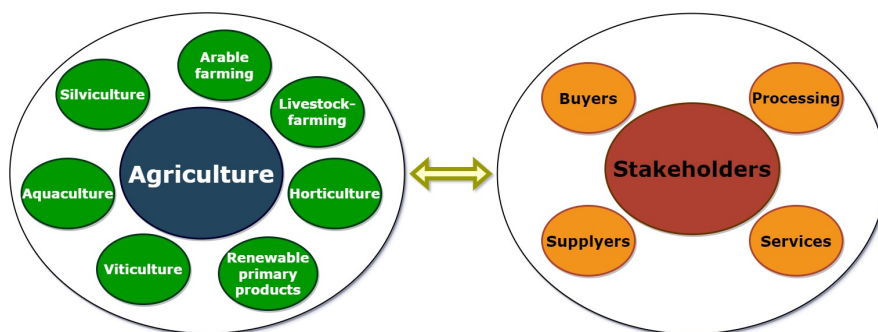 Arable
farming
Silviculture
Livestock-
farming
Agriculture
Aquaculture
Horticulture
Viticulture
Renewable
primary
products
Buyers
Processing
Stakeholders
Supplyers
Services